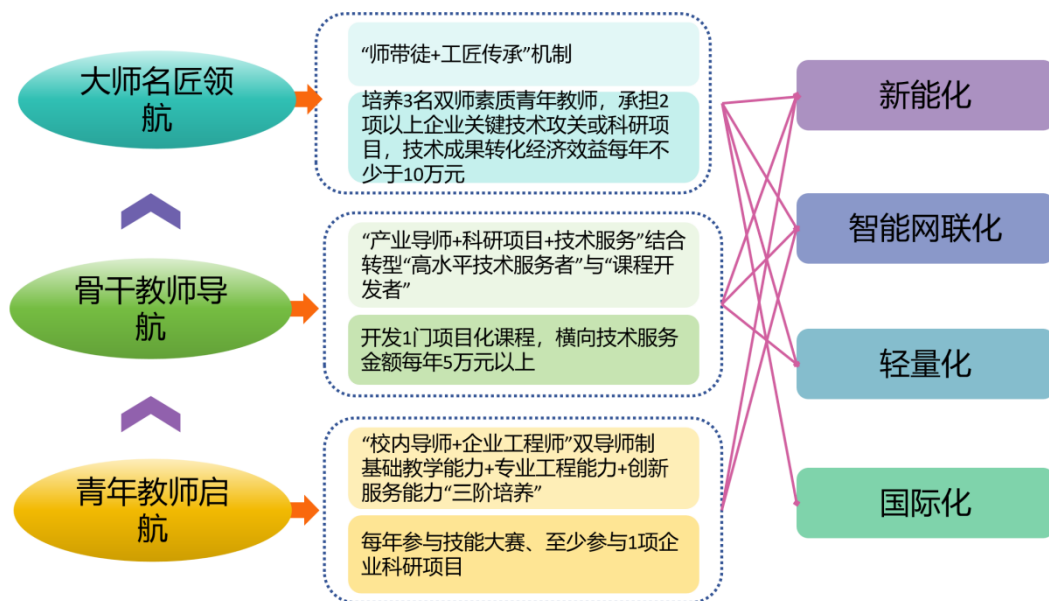 大师名匠领
航
“师带徒+工匠传承”机制
培养3名双师素质青年教师，承担2
项以上企业关键技术攻关或科研项
目，技术成果转化经济效益每年不
少于10万元
骨干教师导
航
“产业导师+科研项目+技术服务”结合
转型“高水平技术服务者”与“课程开
发者”
开发1门项目化课程，横向技术服务
金额每年5万元以上
青年教师启
航
“校内导师+企业工程师”双导师制
基础教学能力+专业工程能力+创新
服务能力“三阶培养”
每年参与技能大赛、至少参与1项企
业科研项目
新能化
智能网联化
轻量化
国际化